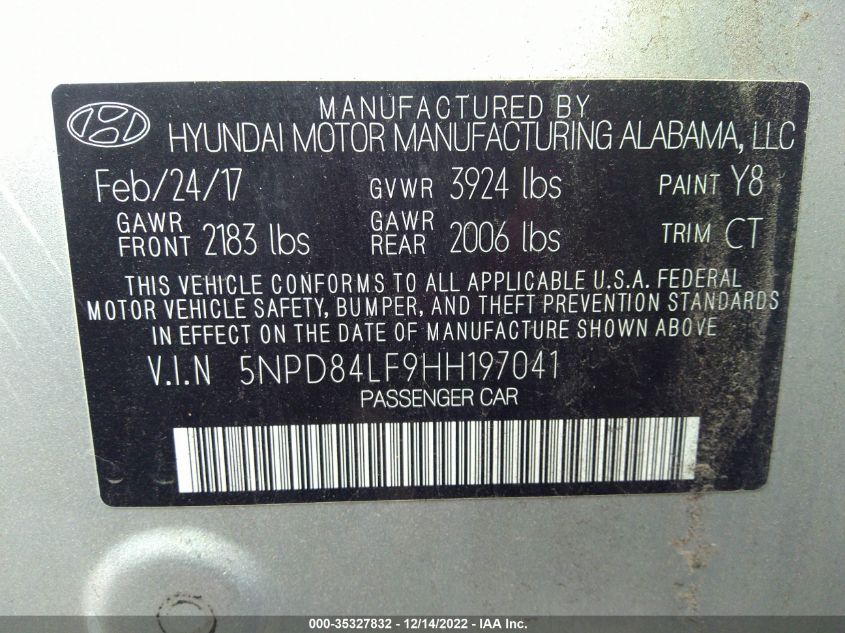 MANUFACTURED BY
HYUNDAI MOTOR MANUFACTURING ALABAMA, LLC
Feb/24/17 GVWR 3924 lbs PAINT Y8
GAWR FRONT 2183 lbs GAWR REAR 2006 lbs TRIM CT
THIS VEHICLE CONFORMS TO ALL APPLICABLE U.S.A. FEDERAL
MOTOR VEHICLE SAFETY, BUMPER, AND THEFT PREVENTION STANDARDS
IN EFFECT ON THE DATE OF MANUFACTURE SHOWN ABOVE
V.I.N 5NPD84LF9HH197041
PASSENGER CAR
000-35327832 - 12/14/2022 - IAA Inc.